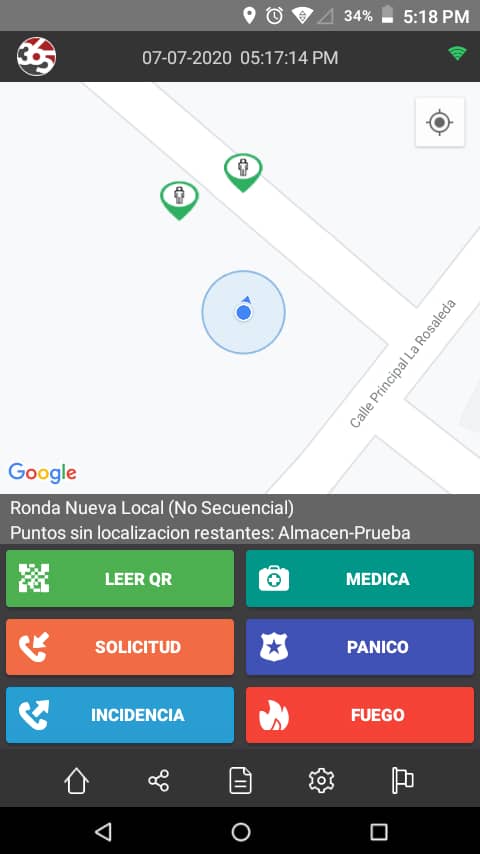 34% 5:18 PM
365 07-07-2020 05:17:14 PM
Calle Principal La Rosaleda
Google
Ronda Nueva Local (No Secuencial)
Puntos sin localizacion restantes: Almacen-Prueba
LEER QR
MEDICA
SOLICITUD
PANICO
INCIDENCIA
FUEGO